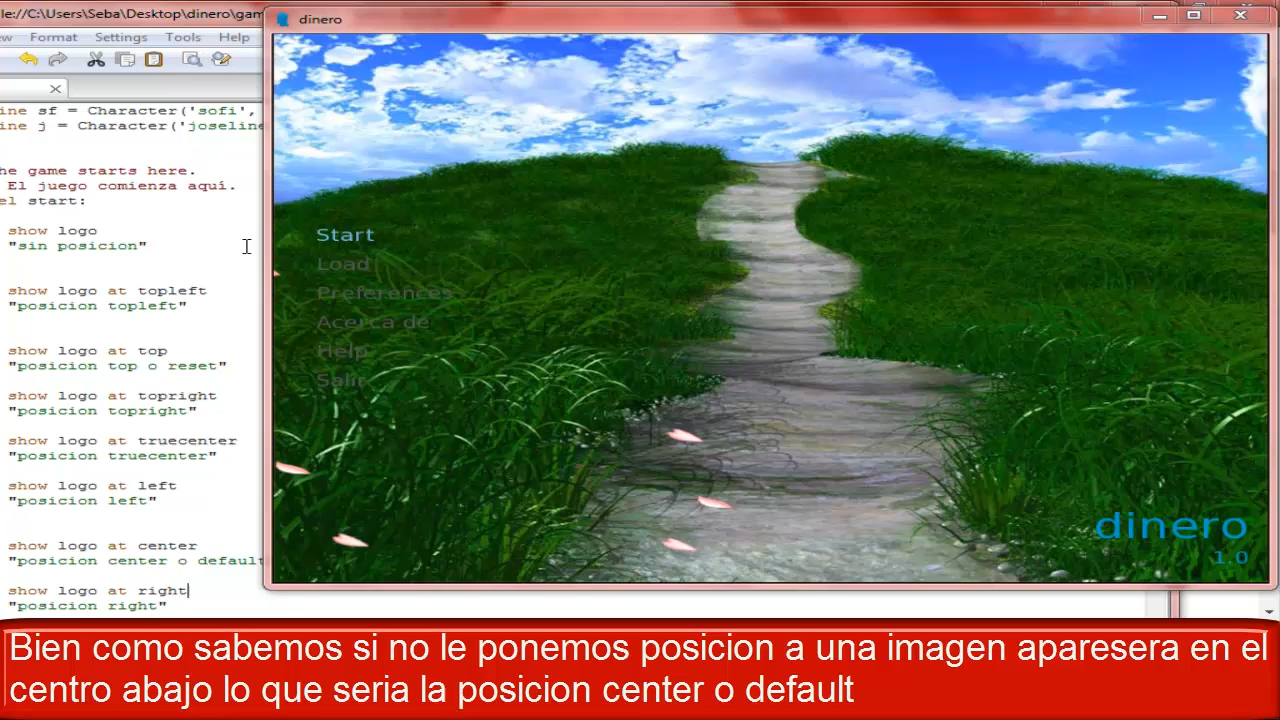 le://C:\Users\Seba\Desktop\dinero\gam
dinero
Format Settings Tools Help
ine sf = Character('sofi',
ine j = Character('joseline
he game starts here.
El juego comienza aquí.
el start:
show logo
"sin posicion"
show logo at topleft
"posicion topleft"
show logo at top
"posicion top o reset"
show logo at topright
"posicion topright"
show logo at truecenter
"posicion truecenter"
show logo at left
"posicion left"
show logo at center
"posicion center o default
show logo at right
"posicion right"
Start
Load
Preferences
Acerca de
Help
Salir
dinero
1.0
Bien como sabemos si no le ponemos posicion a una imagen aparesera en el
centro abajo lo que seria la posicion center o default